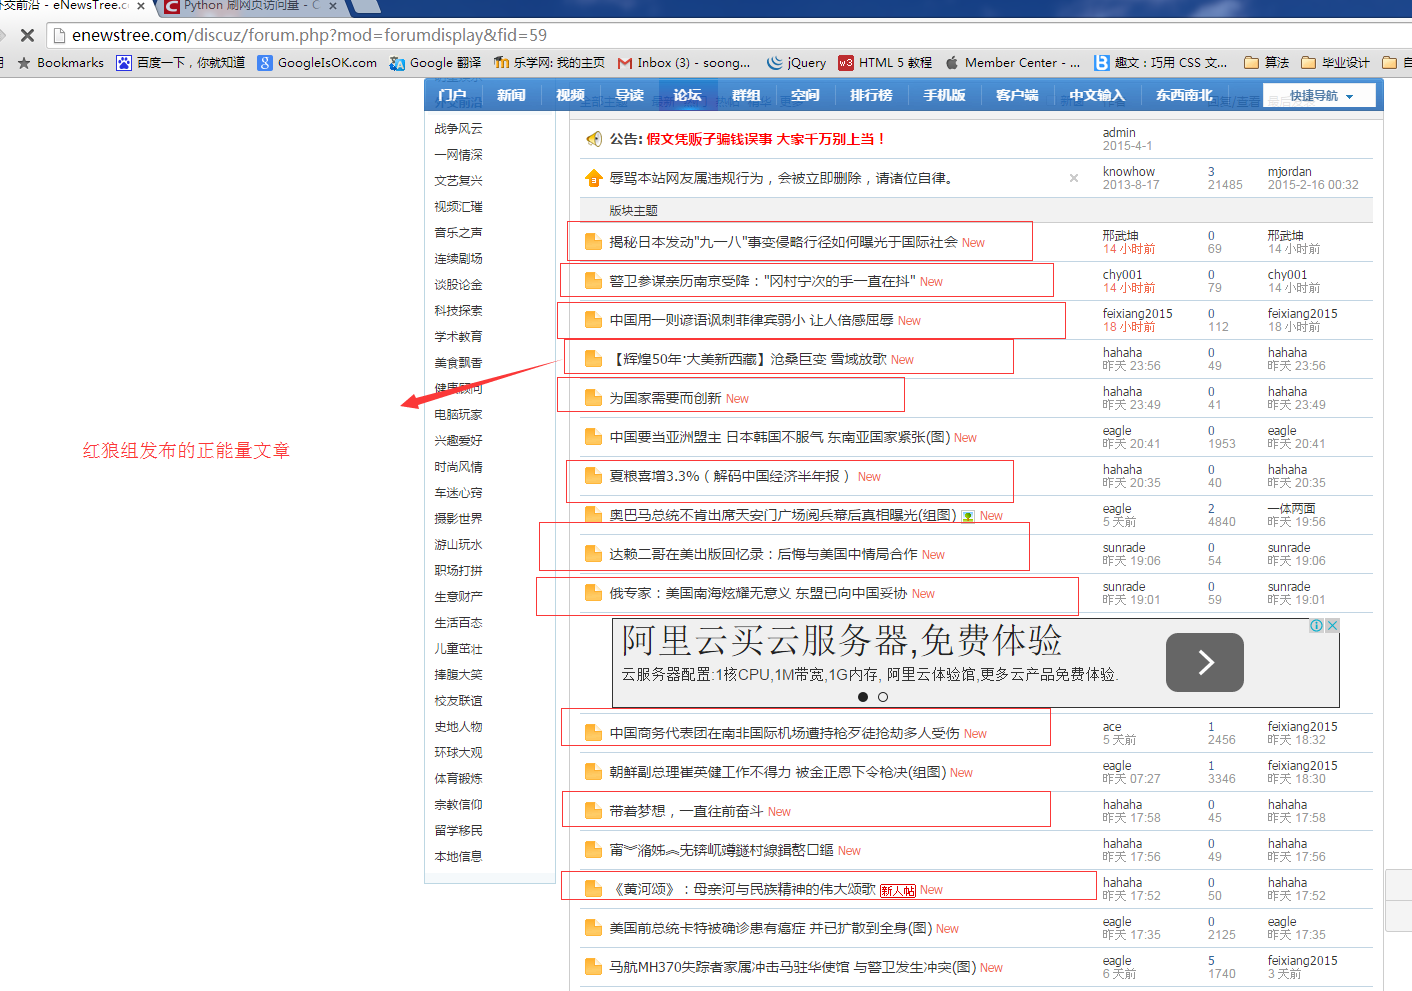 外交前沿 - eNewsTree.c
Python 刷网页访问量 - C
enewstree.com/discuz/forum.php?mod=forumdisplay&fid=59
Bookmarks 百度一下，你就知道 GoogleIsOK.com Google 翻译 乐学网: 我的主页 Inbox (3) - soong... jQuery HTML 5 教程 Member Center - ... 趣文：巧用 CSS 文... 算法 毕业设计
门户 新闻 视频 导读 论坛 群组 空间 排行榜 手机版 客户端 中文输入 东西南北 快捷导航
战争风云
一网情深
文艺复兴
视频汇璀
音乐之声
连续剧场
谈股论金
科技探索
学术教育
美食飘香
健康顾问
电脑玩家
兴趣爱好
时尚风情
车迷心窍
摄影世界
游山玩水
职场打拼
生意财产
生活百态
儿童茁壮
捧腹大笑
校友联谊
史地人物
环球大观
体育锻炼
宗教信仰
留学移民
本地信息
红狼组发布的正能量文章
公告: 假文凭贩子骗钱误事 大家千万别上当！ admin
2015-4-1
辱骂本站网友属违规行为，会被立即删除，请诸位自律。 knowhow 3 mjordan
2013-8-17 21485 2015-2-16 00:32
版块主题
揭秘日本发动"九一八"事变侵略行径如何曝光于国际社会 New 邢武坤 0 邢武坤
14 小时前 69 14 小时前
警卫参谋亲历南京受降："冈村宁次的手一直在抖" New chy001 0 chy001
14 小时前 79 14 小时前
中国用一则谚语讽刺菲律宾弱小 让人倍感屈辱 New feixiang2015 0 feixiang2015
18 小时前 112 18 小时前
【辉煌50年·大美新西藏】沧桑巨变 雪域放歌 New hahaha 0 hahaha
昨天 23:56 49 昨天 23:56
为国家需要而创新 New hahaha 0 hahaha
昨天 23:49 41 昨天 23:49
中国要当亚洲盟主 日本韩国不服气 东南亚国家紧张(图) New eagle 0 eagle
昨天 20:41 1953 昨天 20:41
夏粮喜增3.3%（解码中国经济半年报） New hahaha 0 hahaha
昨天 20:35 40 昨天 20:35
奥巴马总统不肯出席天安门广场阅兵幕后真相曝光(组图) New eagle 2 一体两面
5 天前 4840 昨天 19:56
达赖二哥在美出版回忆录：后悔与美国中情局合作 New sunrade 0 sunrade
昨天 19:06 54 昨天 19:06
俄专家：美国南海炫耀无意义 东盟已向中国妥协 New sunrade 0 sunrade
昨天 19:01 59 昨天 19:01
阿里云买云服务器,免费体验
云服务器配置:1核CPU,1M带宽,1G内存, 阿里云体验馆,更多云产品免费体验.
中国商务代表团在南非国际机场遭持枪歹徒抢劫多人受伤 New ace 1 feixiang2015
5 天前 2456 昨天 18:32
朝鲜副总理崔英健工作不得力 被金正恩下令枪决(组图) New eagle 1 feixiang2015
昨天 07:27 3346 昨天 18:30
带着梦想，一直往前奋斗 New hahaha 0 hahaha
昨天 17:58 45 昨天 17:58
New hahaha 0 hahaha
昨天 17:56 49 昨天 17:56
《黄河颂》：母亲河与民族精神的伟大颂歌 新人帖 New hahaha 0 hahaha
昨天 17:52 50 昨天 17:52
美国前总统卡特被确诊患有癌症 并已扩散到全身(图) New eagle 0 eagle
昨天 17:35 2125 昨天 17:35
马航MH370失踪者家属冲击马驻华使馆 与警卫发生冲突(图) New eagle 5 feixiang2015
6 天前 1740 3 天前